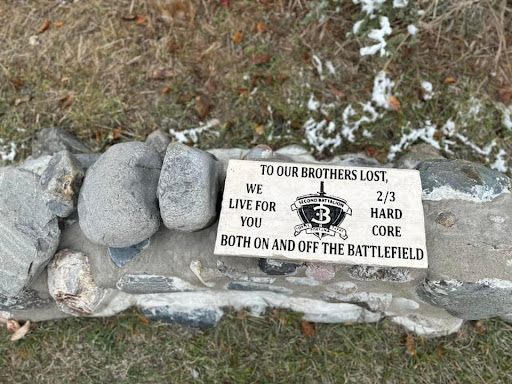 TO OUR BROTHERS LOST,
WE
LIVE FOR
YOU
SECOND BATTALION
3
2/3
HARD
CORE
BOTH ON AND OFF THE BATTLEFIELD